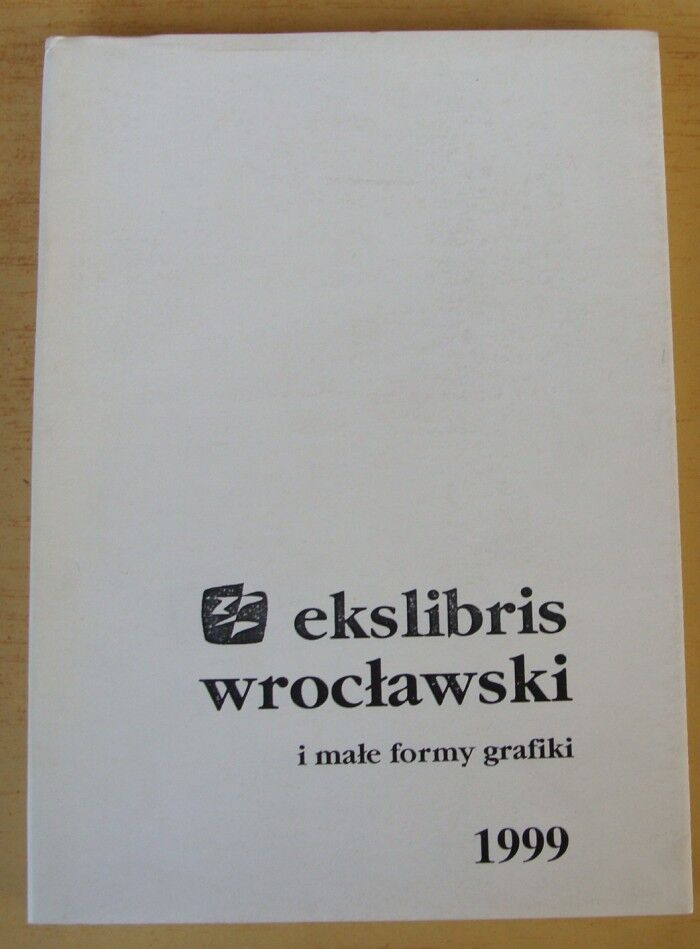 ekslibris
wrocławski
i małe formy grafiki
1999